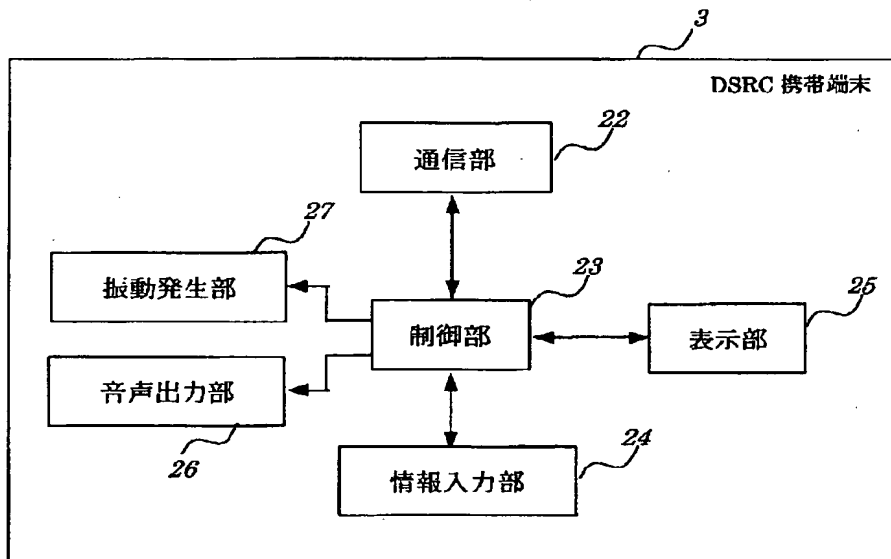 3
DSRC 携帯端末
22
通信部
27
振動発生部
23
制御部
25
表示部
音声出力部
26
24
情報入力部